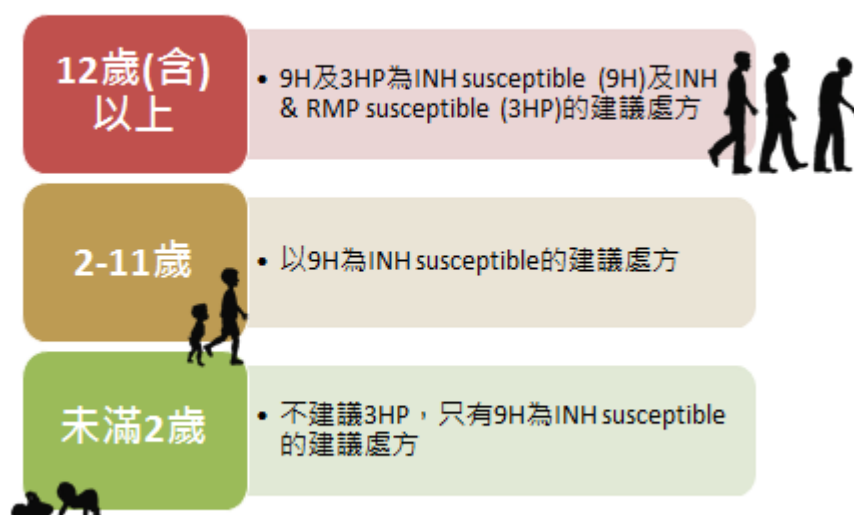 12歲(含)
以上
• 9H及3HP為INH susceptible (9H)及INH
& RMP susceptible (3HP)的建議處方
2-11歲
• 以9H為INH susceptible的建議處方
未滿2歲
• 不建議3HP，只有9H為INH susceptible
的建議處方